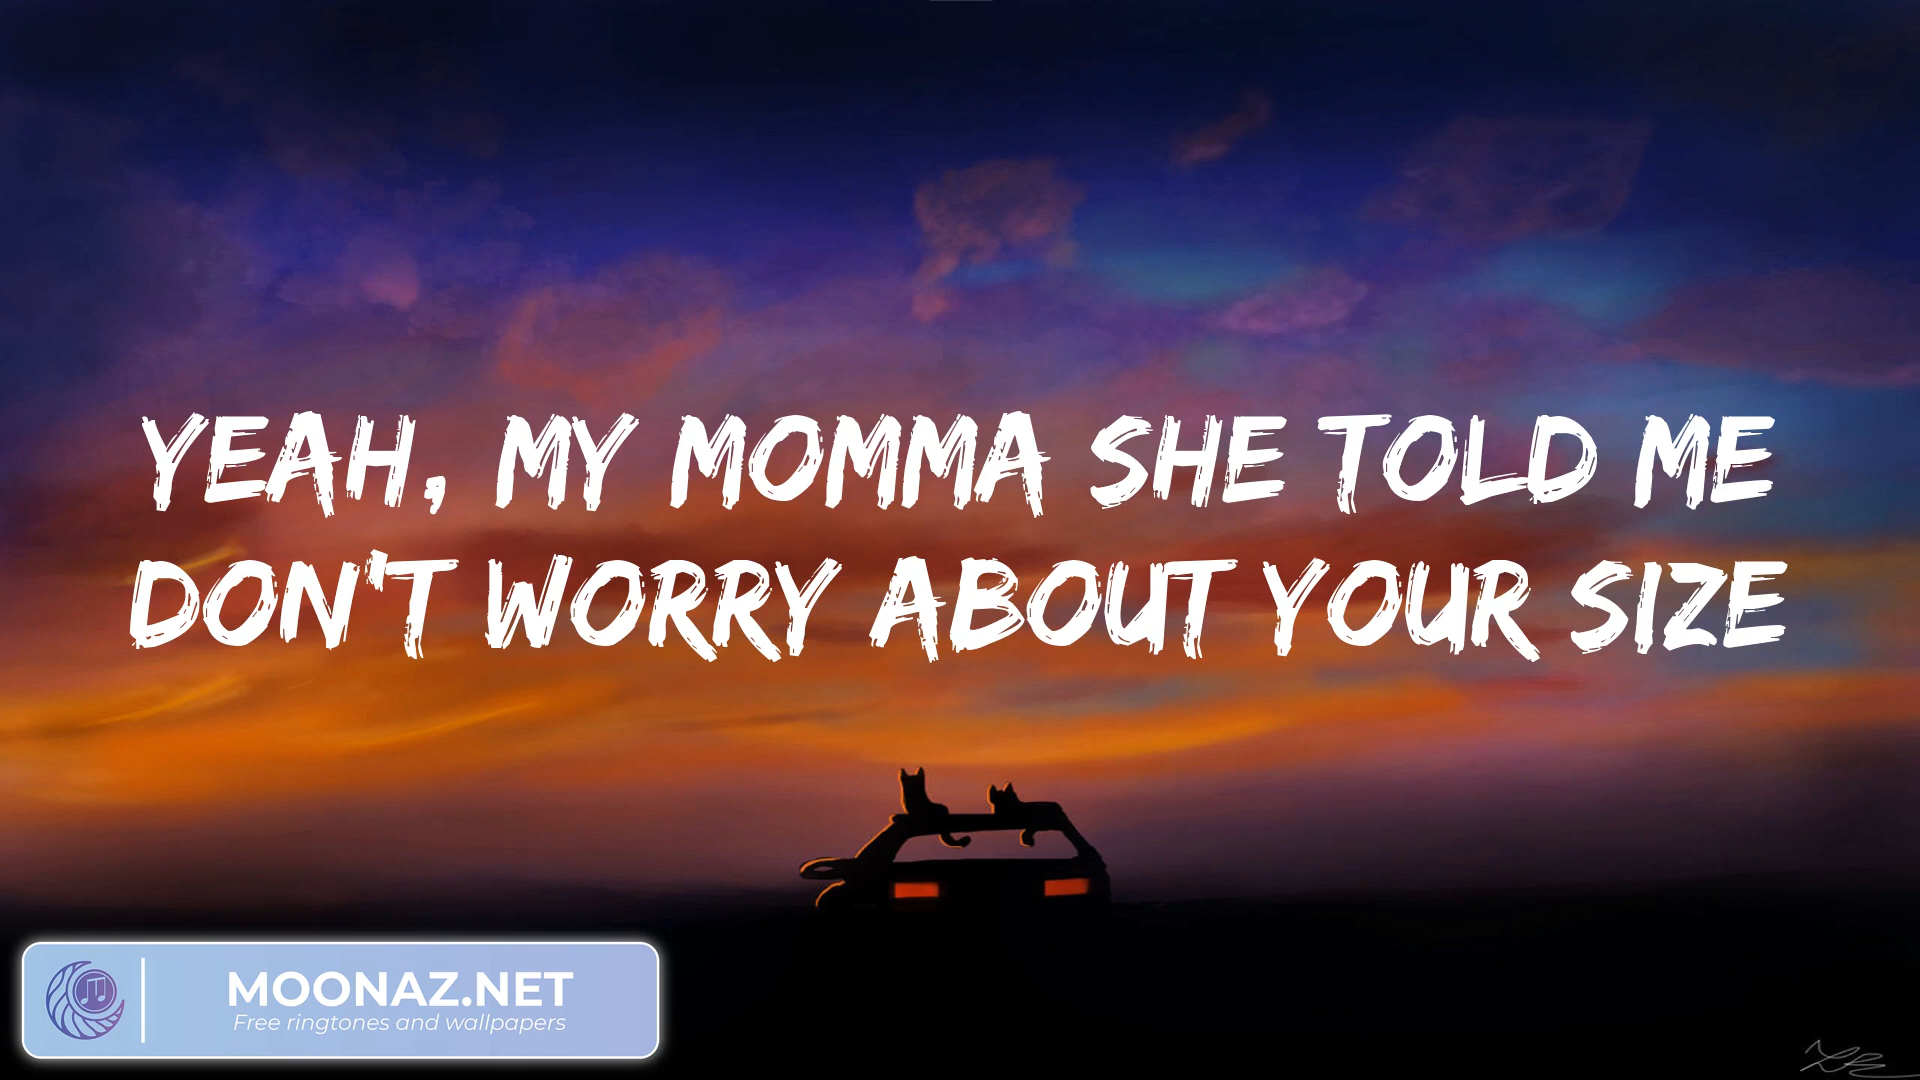 YEAH, MY MOMMA SHE TOLD ME
DON'T WORRY ABOUT YOUR SIZE
MOONAZ.NET
Free ringtones and wallpapers